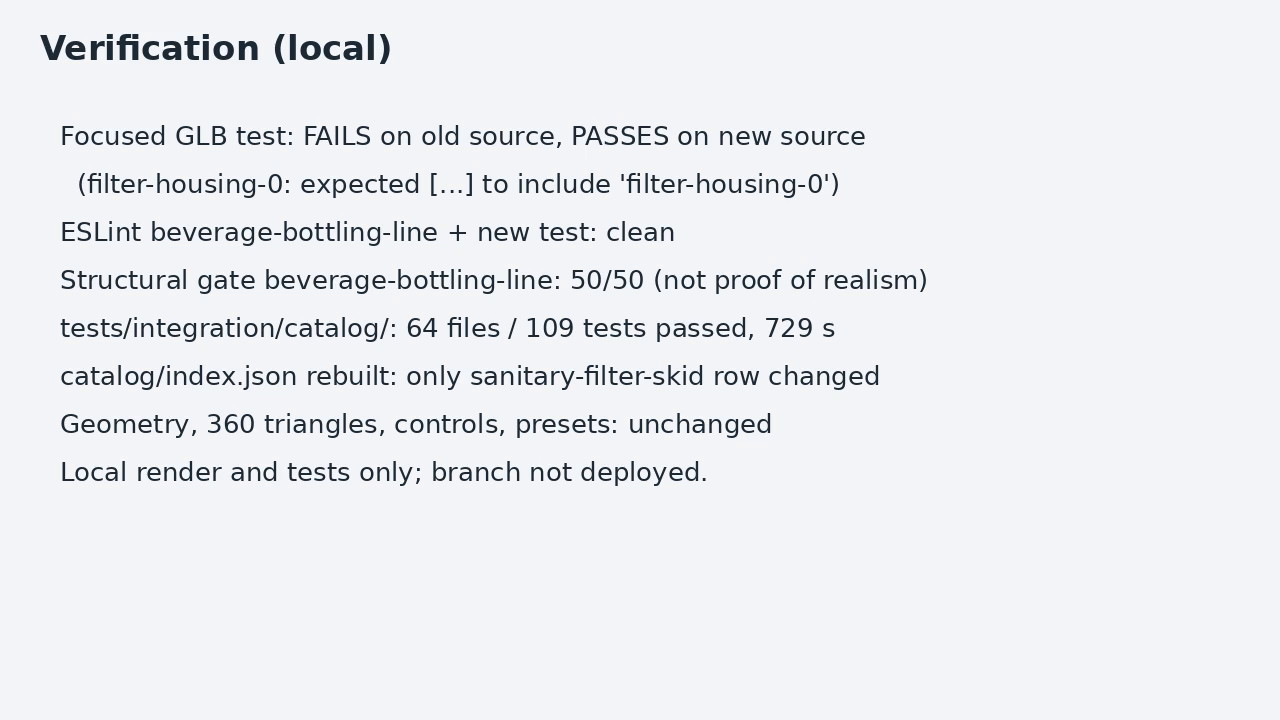 Verification (local)
Focused GLB test: FAILS on old source, PASSES on new source
(filter-housing-0: expected [...] to include 'filter-housing-0')
ESLint beverage-bottling-line + new test: clean
Structural gate beverage-bottling-line: 50/50 (not proof of realism)
tests/integration/catalog/: 64 files / 109 tests passed, 729 s
catalog/index.json rebuilt: only sanitary-filter-skid row changed
Geometry, 360 triangles, controls, presets: unchanged
Local render and tests only; branch not deployed.